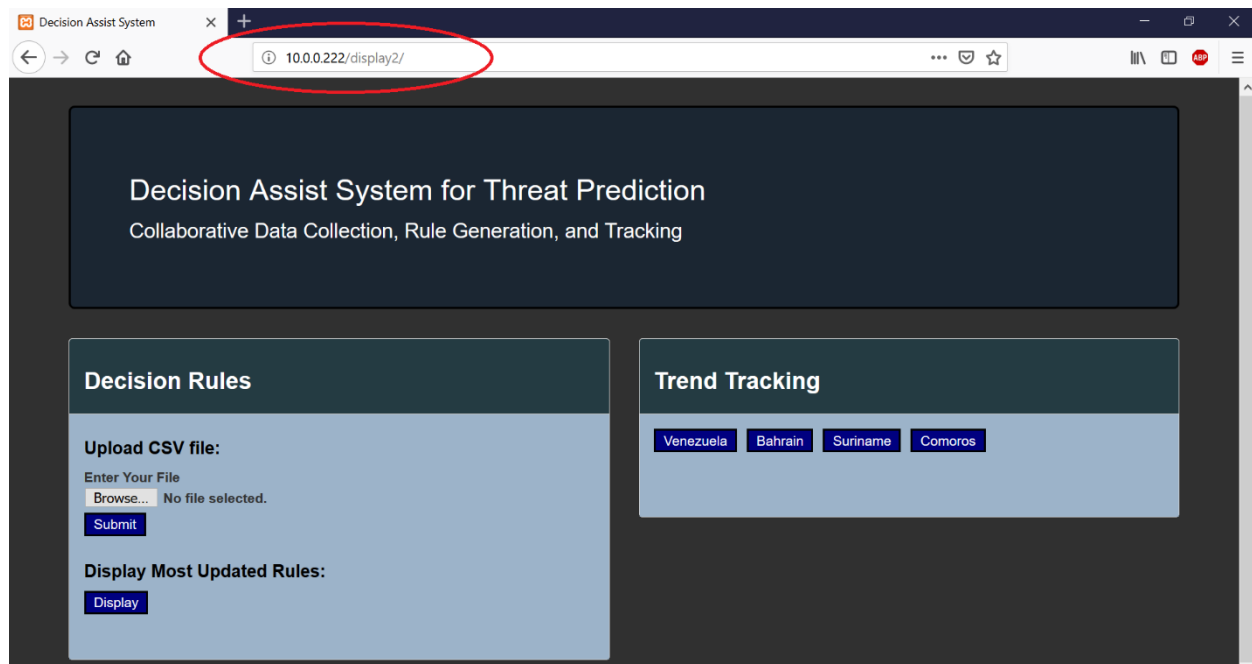 Decision Assist System
10.0.0.222/display2/
ABP
Decision Assist System for Threat Prediction
Collaborative Data Collection, Rule Generation, and Tracking
Decision Rules
Upload CSV file:
Enter Your File
Browse... No file selected.
Submit
Display Most Updated Rules:
Display
Trend Tracking
Venezuela Bahrain Suriname Comoros